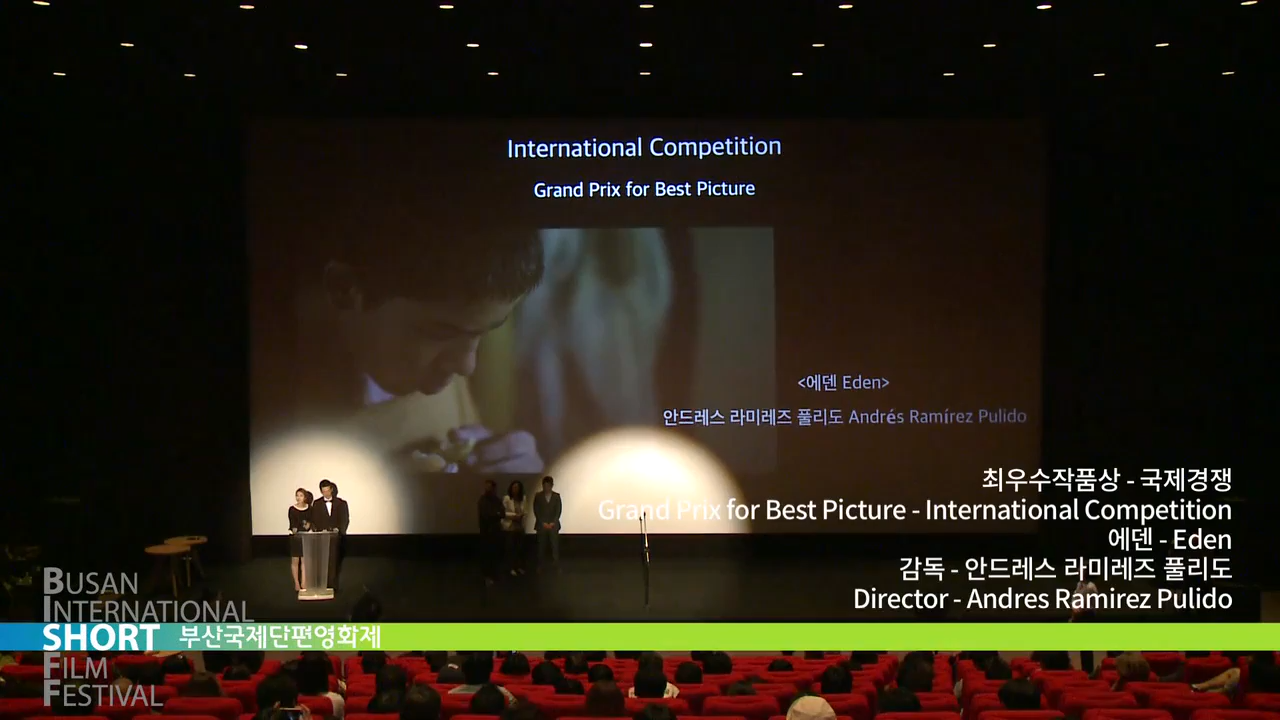 International Competition
Grand Prix for Best Picture
<에덴 Eden>
안드레스 라미레즈 풀리도 Andrés Ramírez Pulido
최우수작품상 - 국제경쟁
Grand Prix for Best Picture - International Competition
에덴 - Eden
감독 - 안드레스 라미레즈 풀리도
Director - Andres Ramirez Pulido
BUSAN
INTERNATIONAL
SHORT 부산국제단편영화제
FILM
FESTIVAL